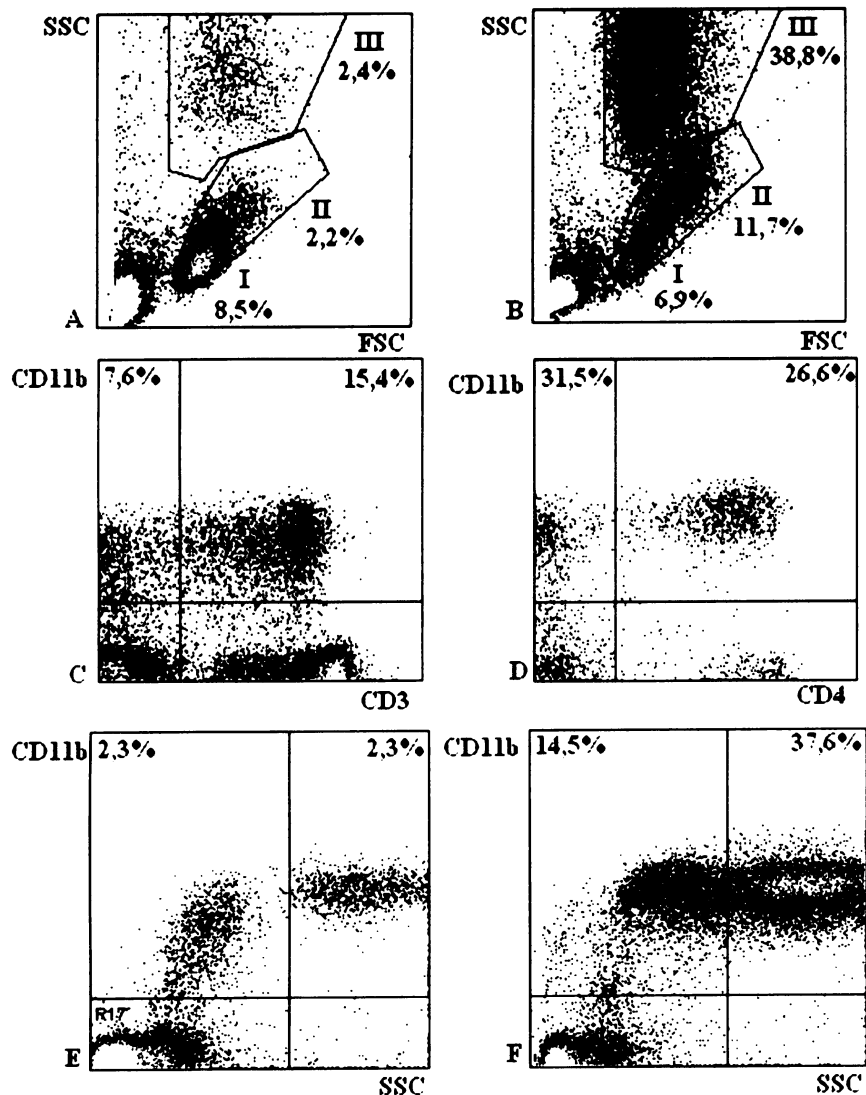 SSC
III
2,4%
II
2,2%
I
8,5%
A
FSC
SSC
III
38,8%
II
11,7%
I
6,9%
B
FSC
CD11b
7,6%
15,4%
C
CD3
CD11b
31,5%
26,6%
D
CD4
CD11b
2,3%
2,3%
R17
E
SSC
CD11b
14,5%
37,6%
F
SSC